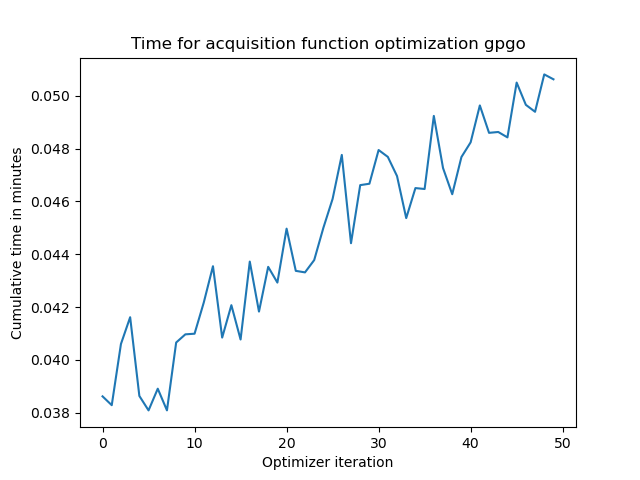 Time for acquisition function optimization gpgo
Cumulative time in minutes
0.050
0.048
0.046
0.044
0.042
0.040
0.038
0 10 20 30 40 50
Optimizer iteration